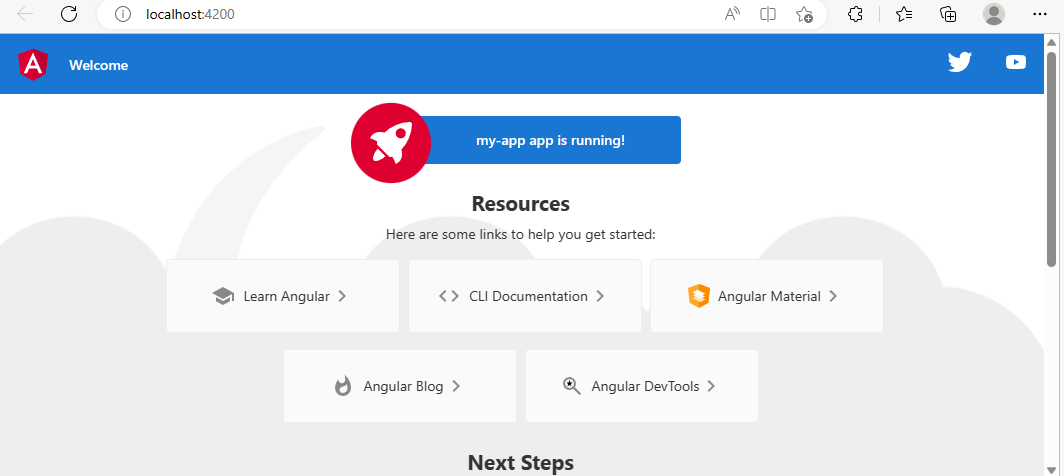 localhost:4200
Welcome
my-app app is running!
Resources
Here are some links to help you get started:
Learn Angular
CLI Documentation
Angular Material
Angular Blog
Angular DevTools
Next Steps